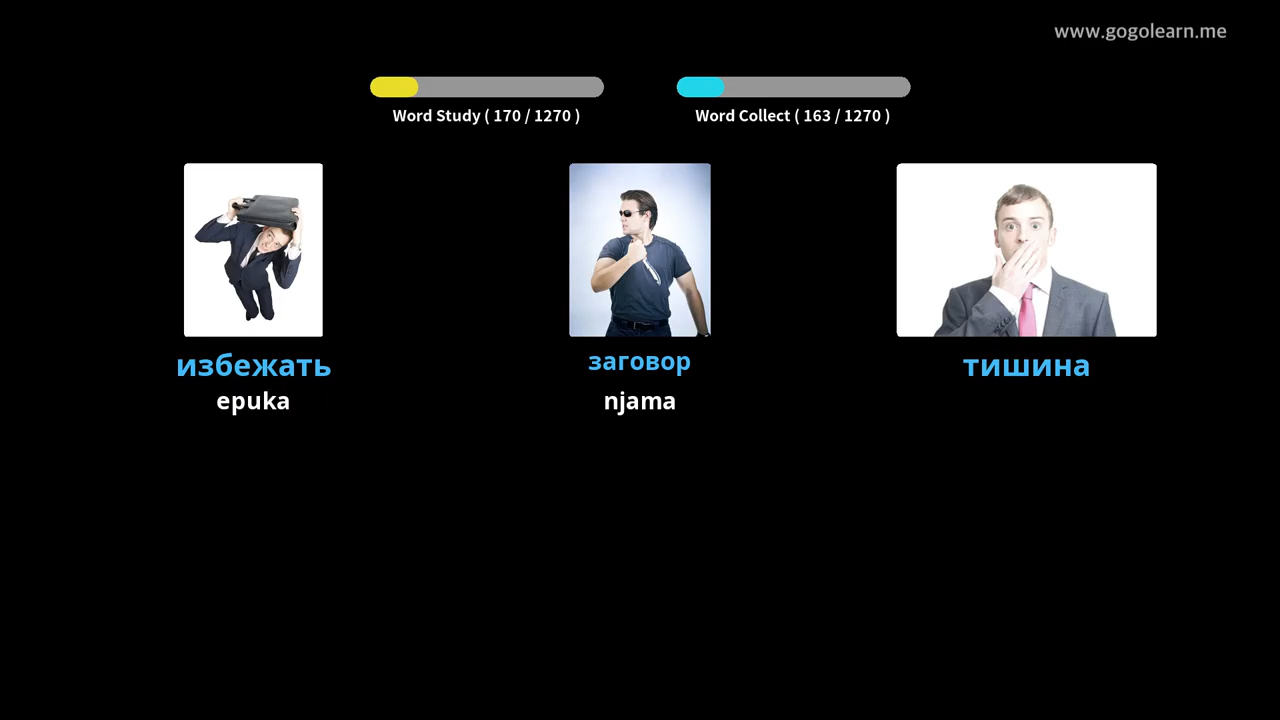 www.gogolearn.me
Word Study ( 170 / 1270 )
Word Collect ( 163 / 1270 )
избежать
заговор
тишина
epuka
njama